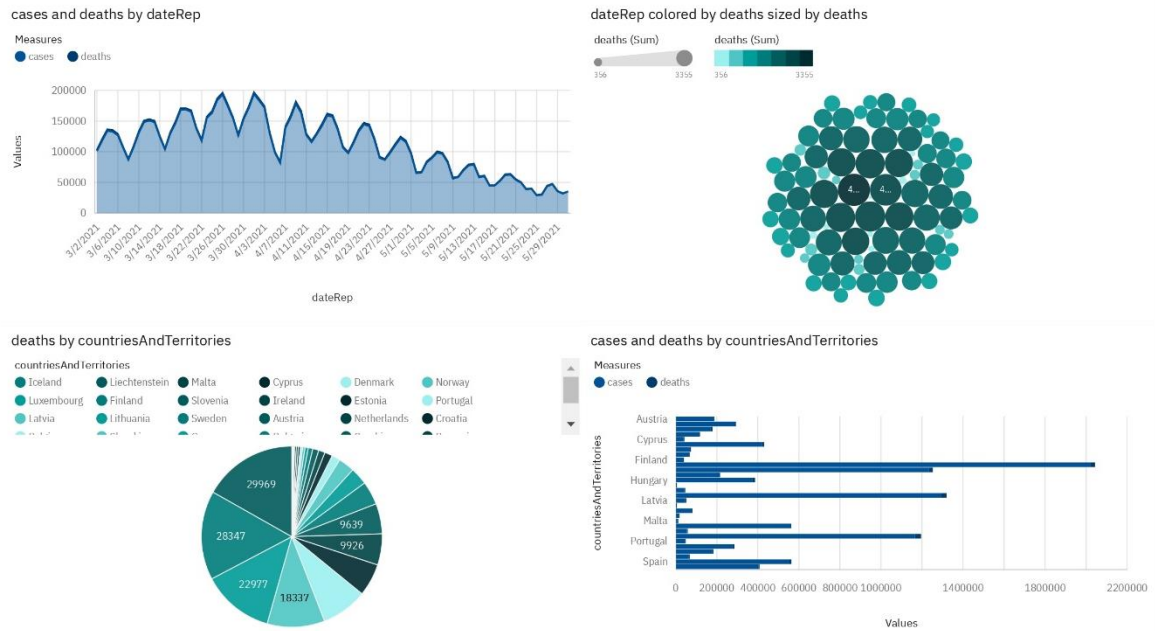 cases and deaths by dateRep
Measures
cases deaths
200000
150000
100000
50000
0
Values
3/2/2021 3/6/2021 3/10/2021 3/14/2021 3/18/2021 3/22/2021 3/26/2021 3/30/2021 4/3/2021 4/7/2021 4/11/2021 4/15/2021 4/19/2021 4/23/2021 4/27/2021 5/1/2021 5/5/2021 5/9/2021 5/13/2021 5/17/2021 5/21/2021 5/25/2021 5/29/2021
dateRep
dateRep colored by deaths sized by deaths
deaths (Sum) deaths (Sum)
356 3355 356 3355
4... 4...
deaths by countriesAndTerritories
countriesAndTerritories
Iceland Liechtenstein Malta Cyprus Denmark Norway
Luxembourg Finland Slovenia Ireland Estonia Portugal
Latvia Lithuania Sweden Austria Netherlands Croatia
29969
9639
28347
9926
22977
18337
cases and deaths by countriesAndTerritories
Measures
cases deaths
countriesAndTerritories
Austria
Cyprus
Finland
Hungary
Latvia
Malta
Portugal
Spain
0 200000 400000 600000 800000 1000000 1400000 1800000 2200000
Values